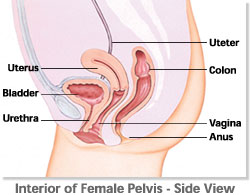 Uteter
Uterus
Colon
Bladder
Urethra
Vagina
Anus
Interior of Female Pelvis - Side View